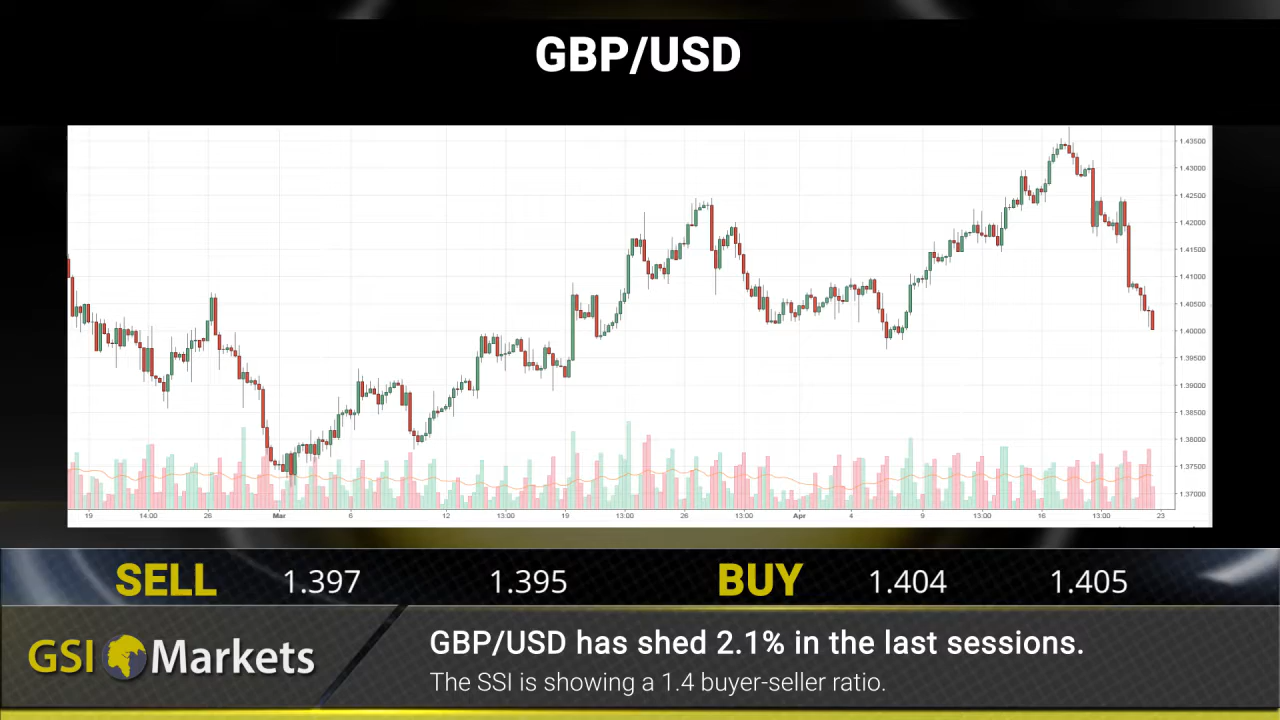 GBP/USD
1.43500
1.43000
1.42500
1.42000
1.41500
1.41000
1.40500
1.40000
1.39500
1.39000
1.38500
1.38000
1.37500
1.37000
19 14:00 26 Mar 6 12 13:00 19 13:00 26 13:00 Apr 4 9 13:00 16 13:00 23
SELL 1.397 1.395 BUY 1.404 1.405
GSI Markets
GBP/USD has shed 2.1% in the last sessions.
The SSI is showing a 1.4 buyer-seller ratio.